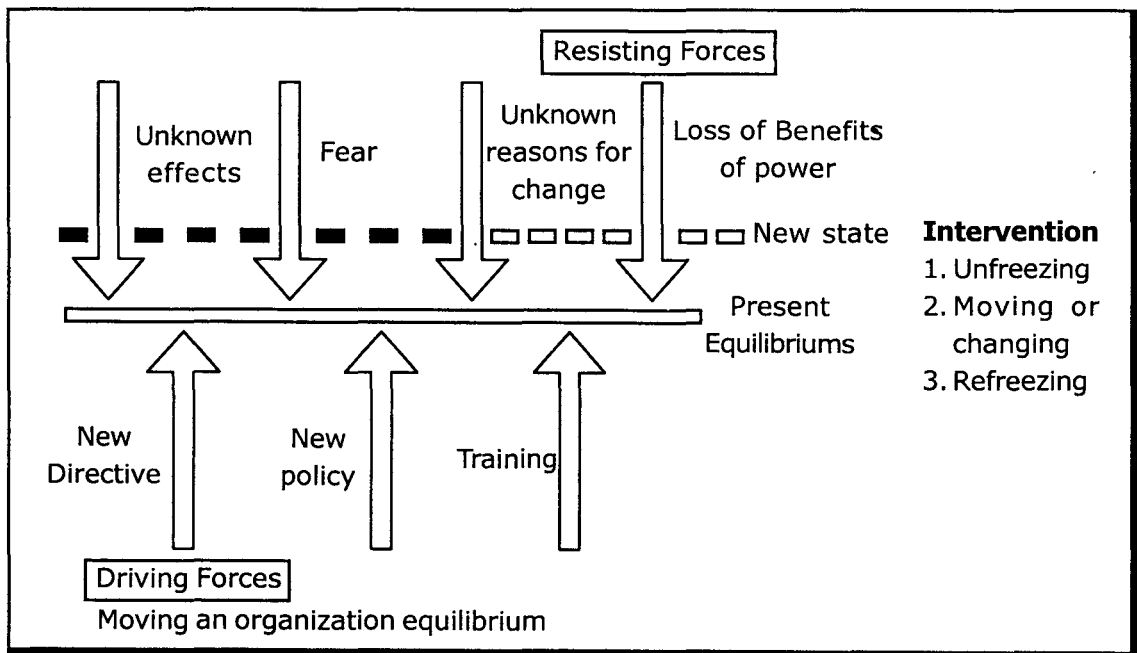 Resisting Forces
Unknown
effects
Fear
Unknown
reasons for
change
Loss of Benefits
of power
New state
Present
Equilibriums
Intervention
1. Unfreezing
2. Moving or
changing
3. Refreezing
New
Directive
New
policy
Training
Driving Forces
Moving an organization equilibrium